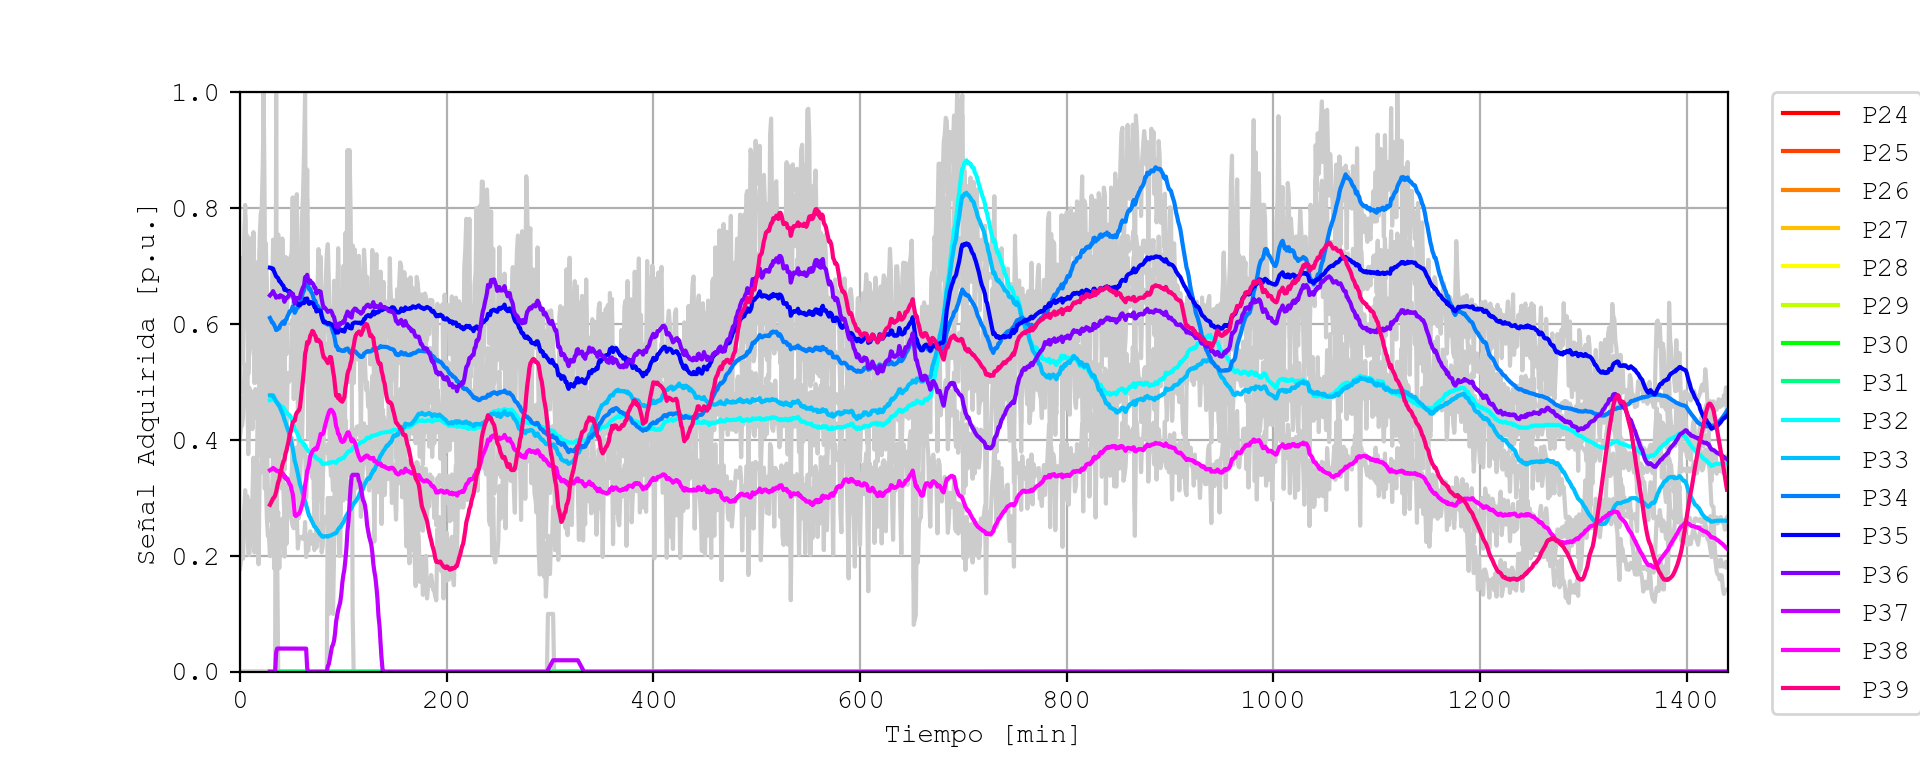 1.0
0.8
0.6
0.4
0.2
0.0
Señal Adquirida [p.u.]
0 200 400 600 800 1000 1200 1400
Tiempo [min]
P24
P25
P26
P27
P28
P29
P30
P31
P32
P33
P34
P35
P36
P37
P38
P39